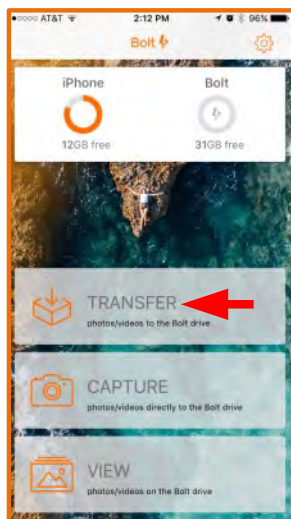 AT&T 2:12 PM 96%
Bolt
iPhone Bolt
12GB free 31GB free
TRANSFER
photos/videos to the Bolt drive
CAPTURE
photos/videos directly to the Bolt drive
VIEW
photos/videos on the Bolt drive